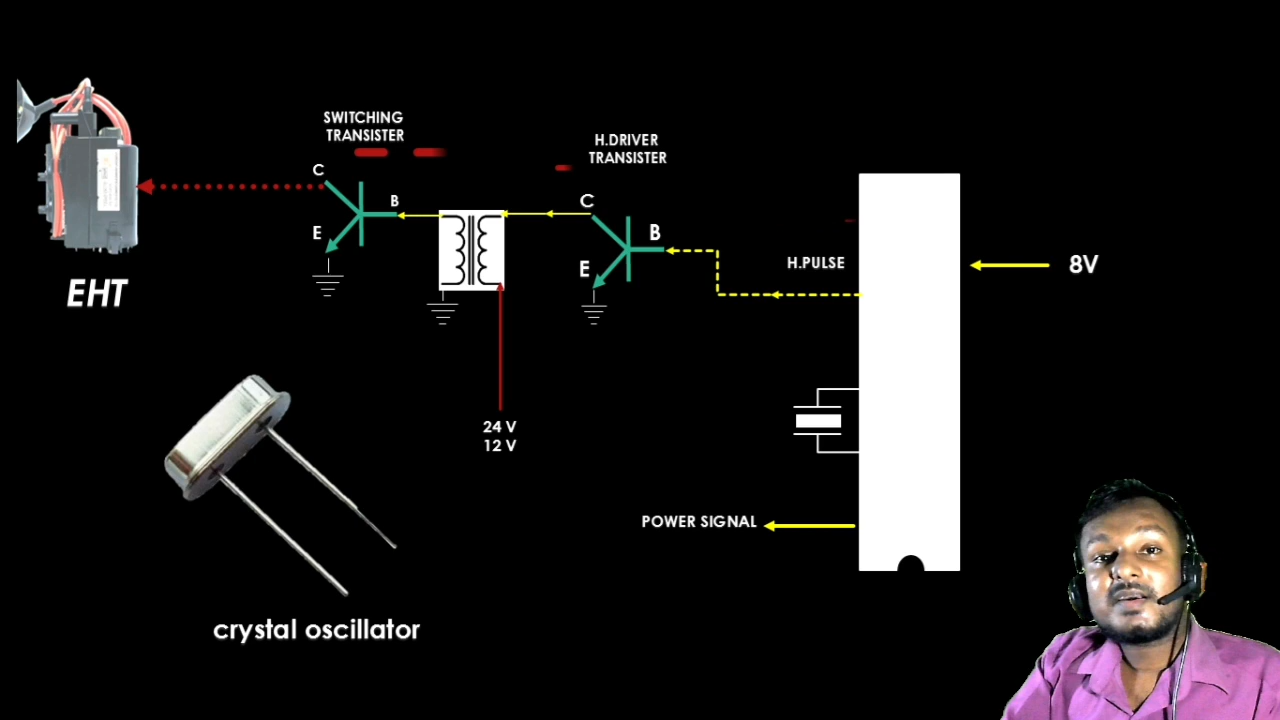 SWITCHING
TRANSISTER
H.DRIVER
TRANSISTER
C
B
E
C
B
E
H.PULSE
8V
EHT
24 V
12 V
POWER SIGNAL
crystal oscillator